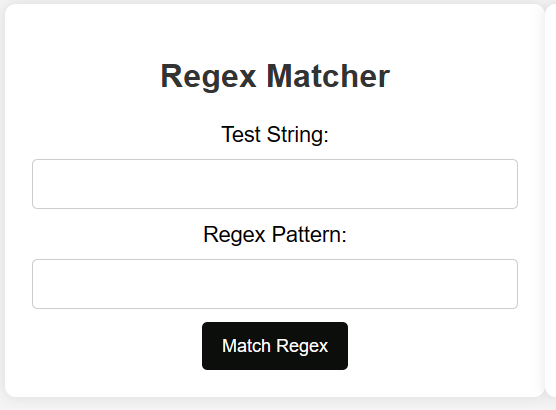 Regex Matcher
Test String:
Regex Pattern:
Match Regex